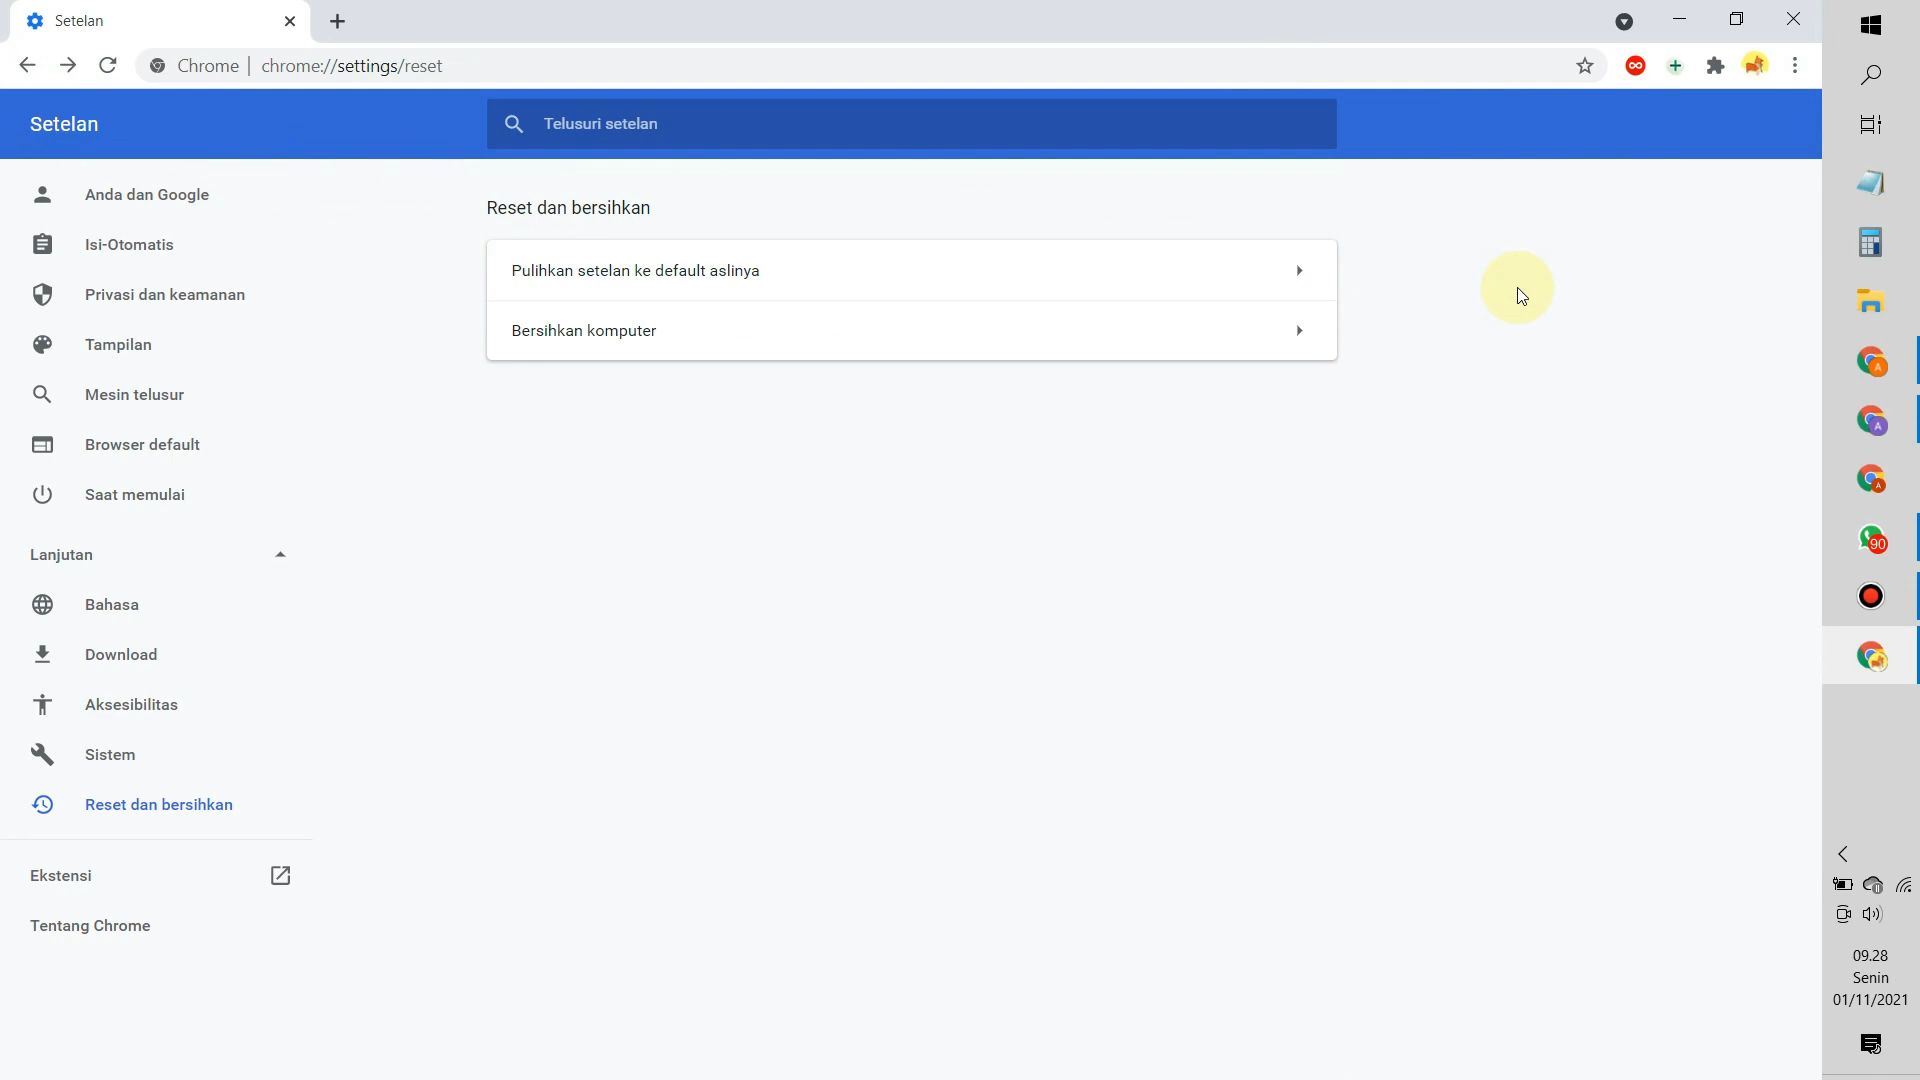 Setelan
Chrome | chrome://settings/reset
Setelan
Telusuri setelan
Anda dan Google
Isi-Otomatis
Privasi dan keamanan
Tampilan
Mesin telusur
Browser default
Saat memulai
Lanjutan
Bahasa
Download
Aksesibilitas
Sistem
Reset dan bersihkan
Ekstensi
Tentang Chrome
Reset dan bersihkan
Pulihkan setelan ke default aslinya
Bersihkan komputer
A
A
A
90
09.28
Senin
01/11/2021